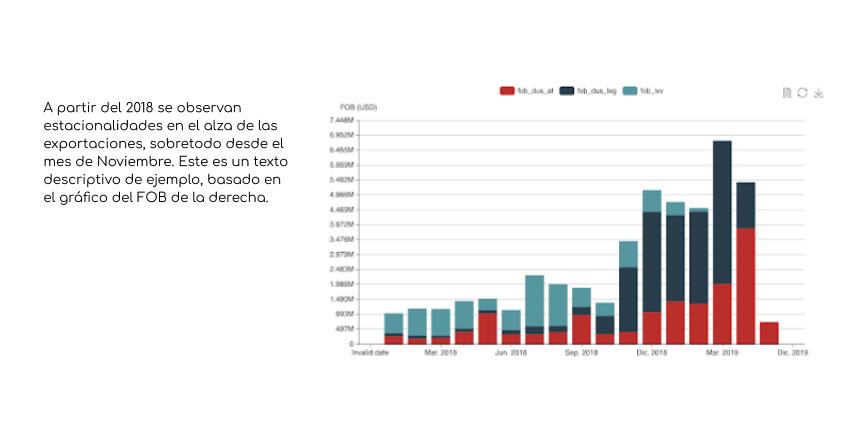 A partir del 2018 se observan
estacionalidades en el alza de las
exportaciones, sobretodo desde el
mes de Noviembre. Este es un texto
descriptivo de ejemplo, basado en
el gráfico del FOB de la derecha.
fob_dus_at fob_dus_leg fob_ivv
FOB (USD)
7.448M
6.952M
6.455M
5.959M
5.462M
4.966M
4.469M
3.972M
3.476M
2.979M
2.483M
1.986M
1.490M
993M
497M
0
Invalid date Mar. 2018 Jun. 2018 Sep. 2018 Dic. 2018 Mar. 2019 Dic. 2019